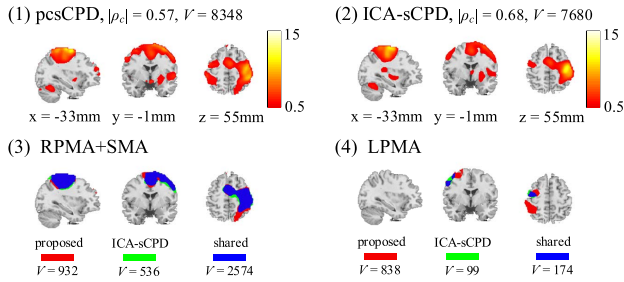 (1) pcsCPD, |ρc| = 0.57, V = 8348
(2) ICA-sCPD, |ρc| = 0.68, V = 7680
15
0.5
15
0.5
x = -33mm y = -1mm z = 55mm
x = -33mm y = -1mm z = 55mm
(3) RPMA+SMA
(4) LPMA
proposed ICA-sCPD shared
V = 932 V = 536 V = 2574
proposed ICA-sCPD shared
V = 838 V = 99 V = 174